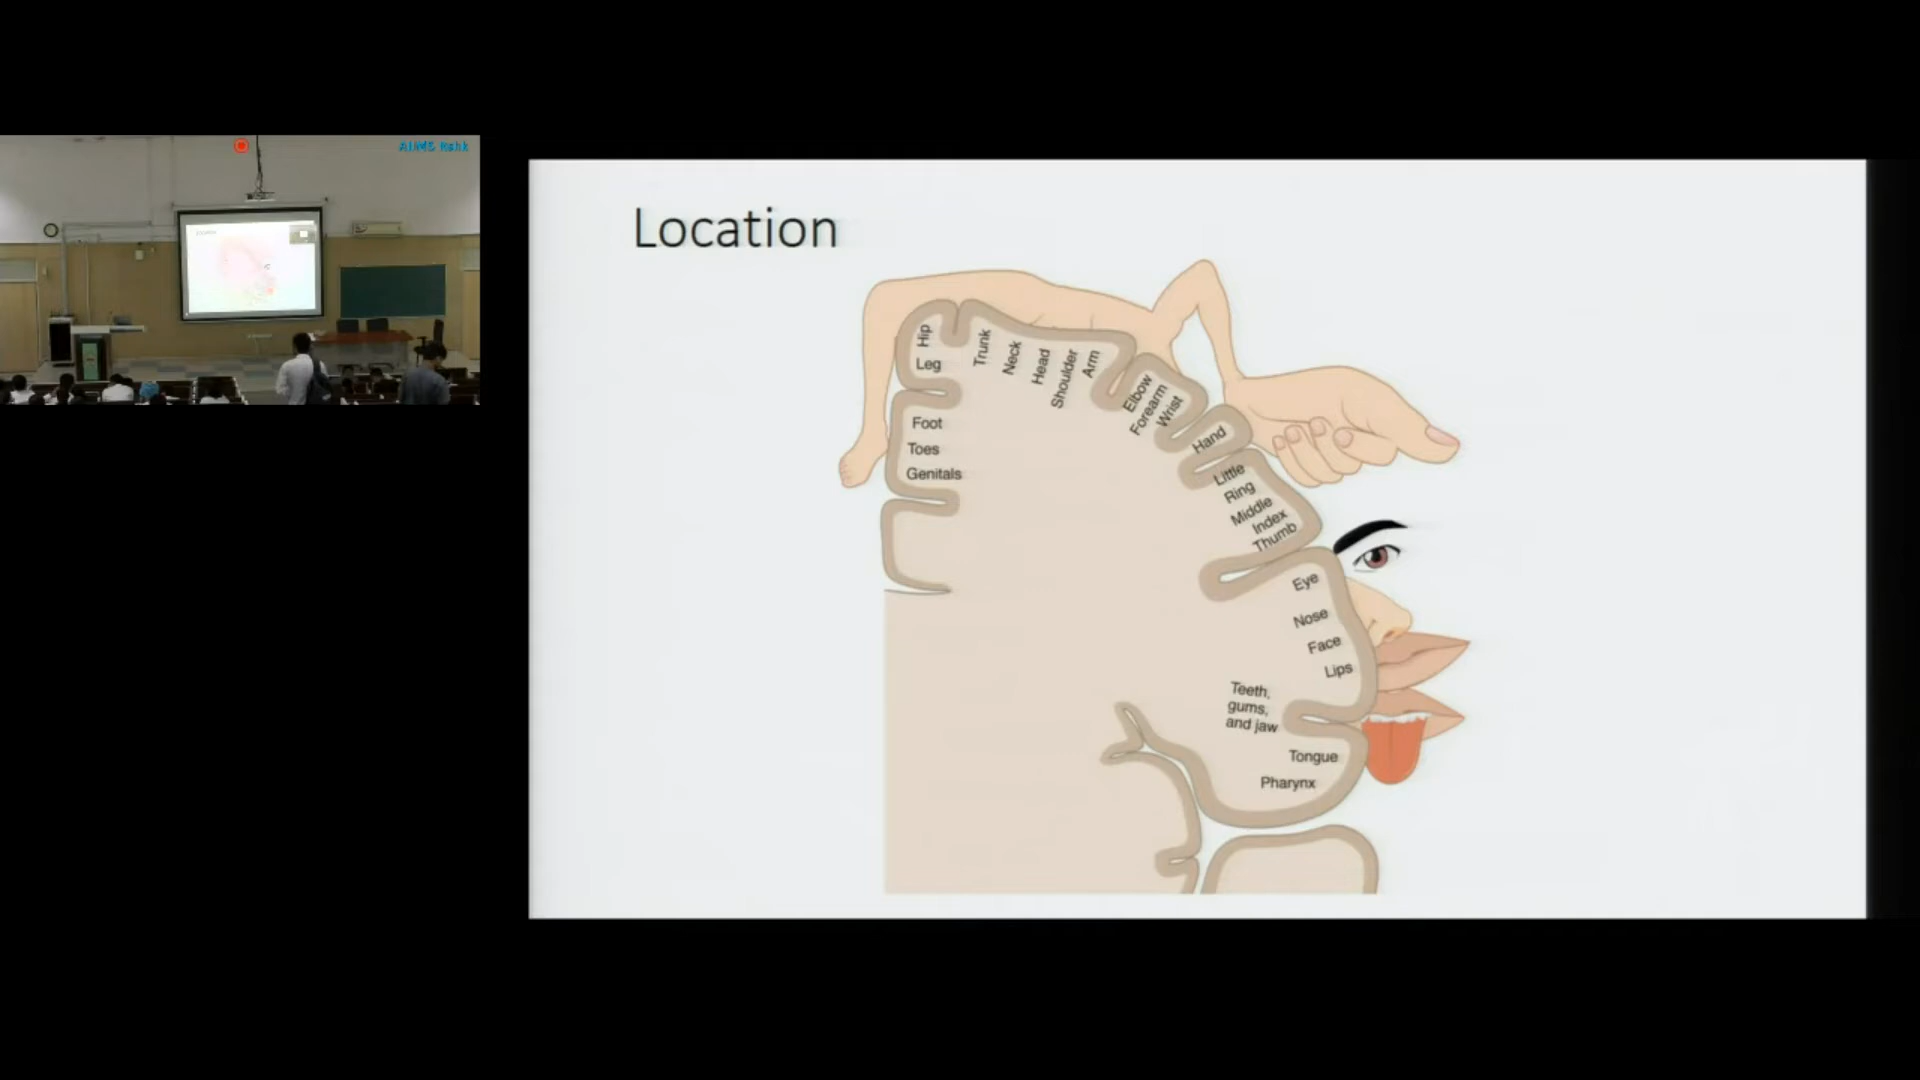 Location
Hip
Leg
Foot
Toes
Genitals
Trunk
Neck
Head
Shoulder
Arm
Elbow
Forearm
Wrist
Hand
Little
Ring
Middle
Index
Thumb
Eye
Nose
Face
Lips
Teeth,
gums,
and jaw
Tongue
Pharynx